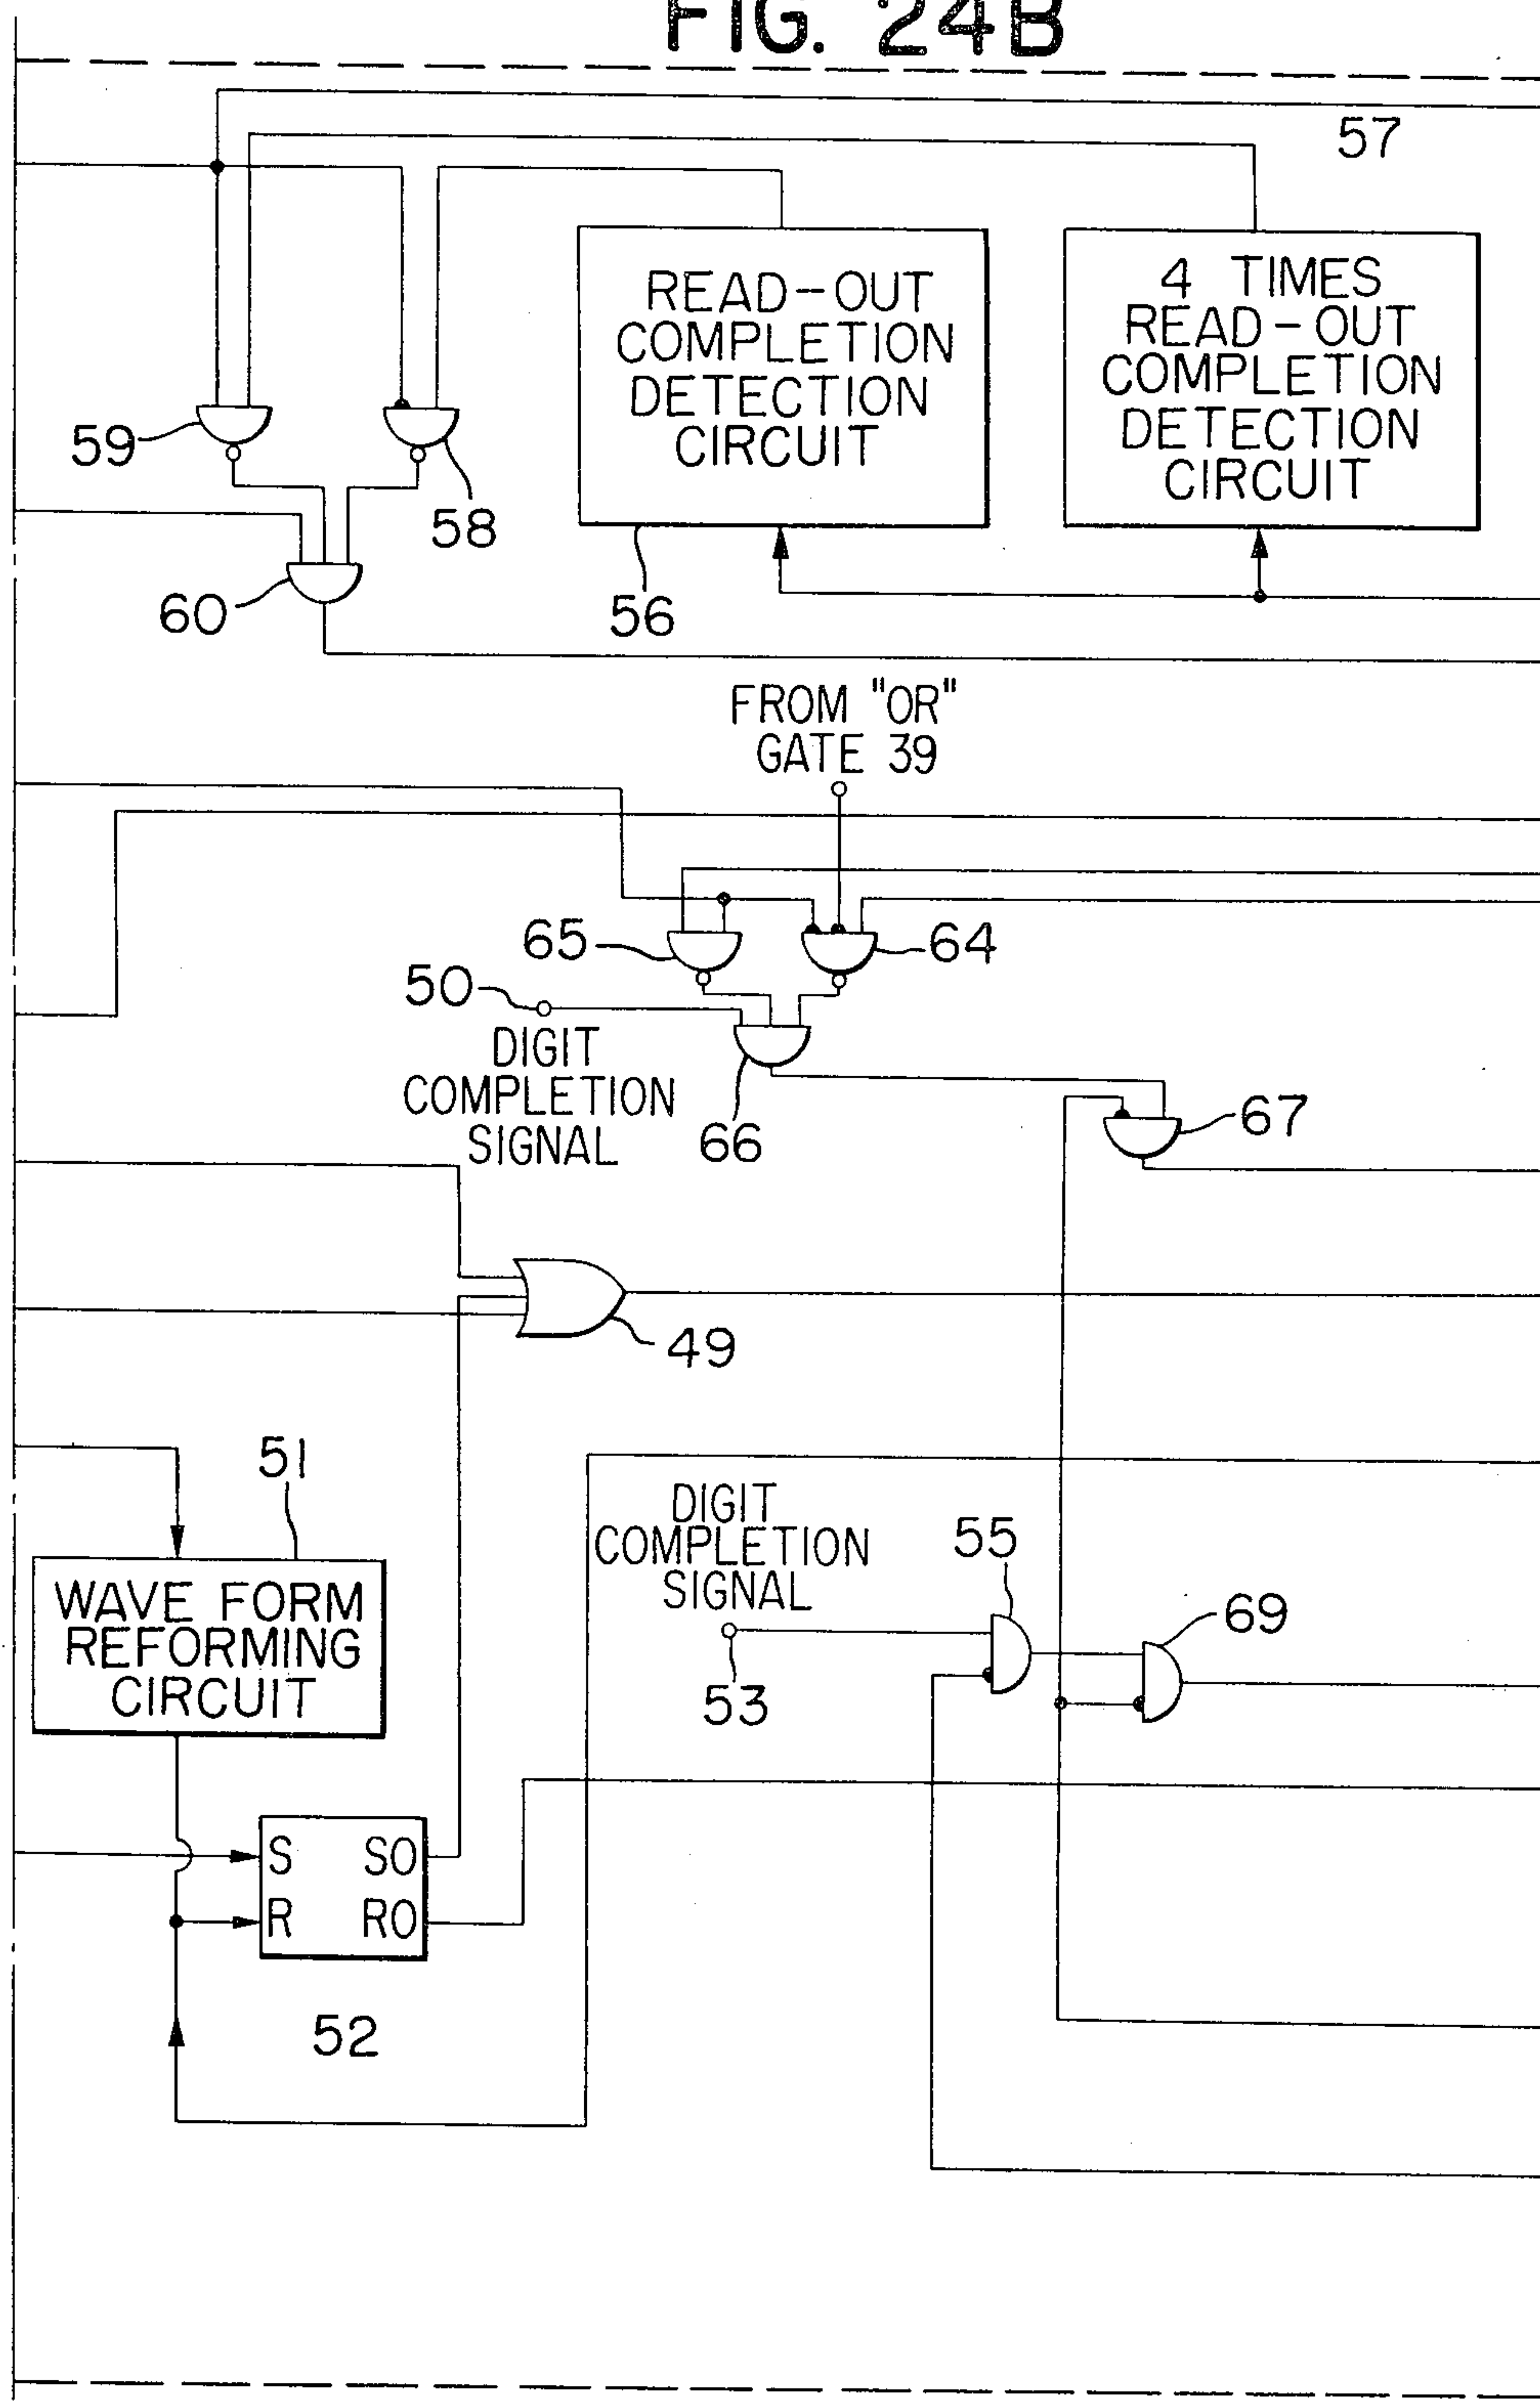 FIG. 24B
57
READ-OUT
COMPLETION
DETECTION
CIRCUIT
4 TIMES
READ-OUT
COMPLETION
DETECTION
CIRCUIT
59
58
60
56
FROM "OR"
GATE 39
65
64
50
DIGIT
COMPLETION
SIGNAL
66
67
49
51
DIGIT
COMPLETION
SIGNAL
55
WAVE FORM
REFORMING
CIRCUIT
69
53
S SO
R RO
52